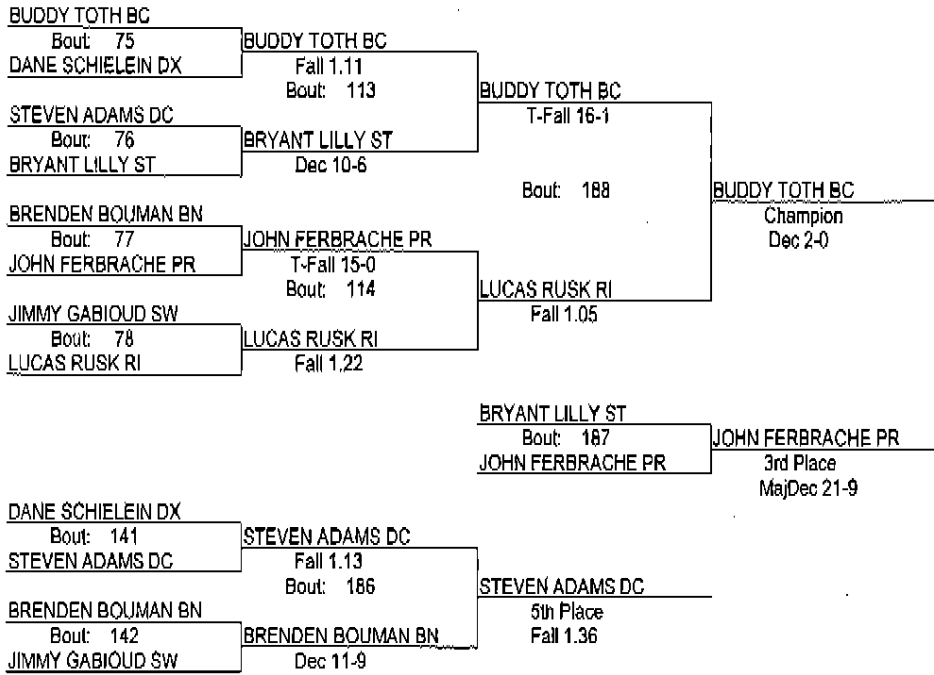 BUDDY TOTH BC
Bout: 75
DANE SCHIELEIN DX
BUDDY TOTH BC
Fall 1.11
Bout: 113
STEVEN ADAMS DC
Bout: 76
BRYANT LILLY ST
BRYANT LILLY ST
Dec 10-6
BUDDY TOTH BC
T-Fall 16-1
Bout: 188
BRENDEN BOUMAN BN
Bout: 77
JOHN FERBRACHE PR
JOHN FERBRACHE PR
T-Fall 15-0
Bout: 114
JIMMY GABIOUD SW
Bout: 78
LUCAS RUSK RI
LUCAS RUSK RI
Fall 1.22
LUCAS RUSK RI
Fall 1.05
BUDDY TOTH BC
Champion
Dec 2-0
BRYANT LILLY ST
Bout: 187
JOHN FERBRACHE PR
JOHN FERBRACHE PR
3rd Place
MajDec 21-9
DANE SCHIELEIN DX
Bout: 141
STEVEN ADAMS DC
STEVEN ADAMS DC
Fall 1.13
Bout: 186
BRENDEN BOUMAN BN
Bout: 142
JIMMY GABIOUD SW
BRENDEN BOUMAN BN
Dec 11-9
STEVEN ADAMS DC
5th Place
Fall 1.36